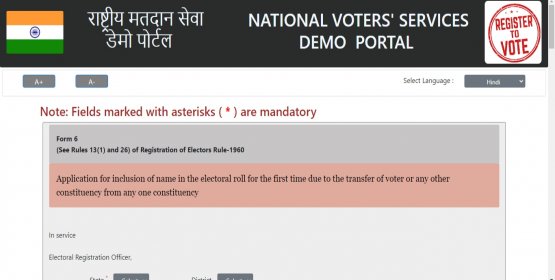 राष्ट्रीय मतदान सेवा
डेमो पोर्टल
NATIONAL VOTERS' SERVICES
DEMO PORTAL
REGISTER
TO
VOTE
A+
A-
Select Language :
Hindi
Note: Fields marked with asterisks ( * ) are mandatory
Form 6
(See Rules 13(1) and 26) of Registration of Electors Rule-1960
Application for inclusion of name in the electoral roll for the first time due to the transfer of voter or any other
constituency from any one constituency
In service
Electoral Registration Officer,
State * Select District Select